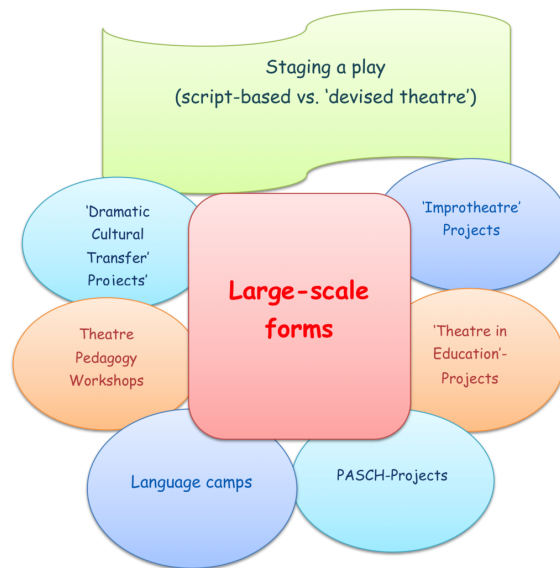 Staging a play
(script-based vs. ‘devised theatre’)
‘Dramatic
Cultural
Transfer’
Projects’
‘Improtheatre’
Projects
Large-scale
forms
Theatre
Pedagogy
Workshops
‘Theatre in
Education’-
Projects
Language camps
PASCH-Projects